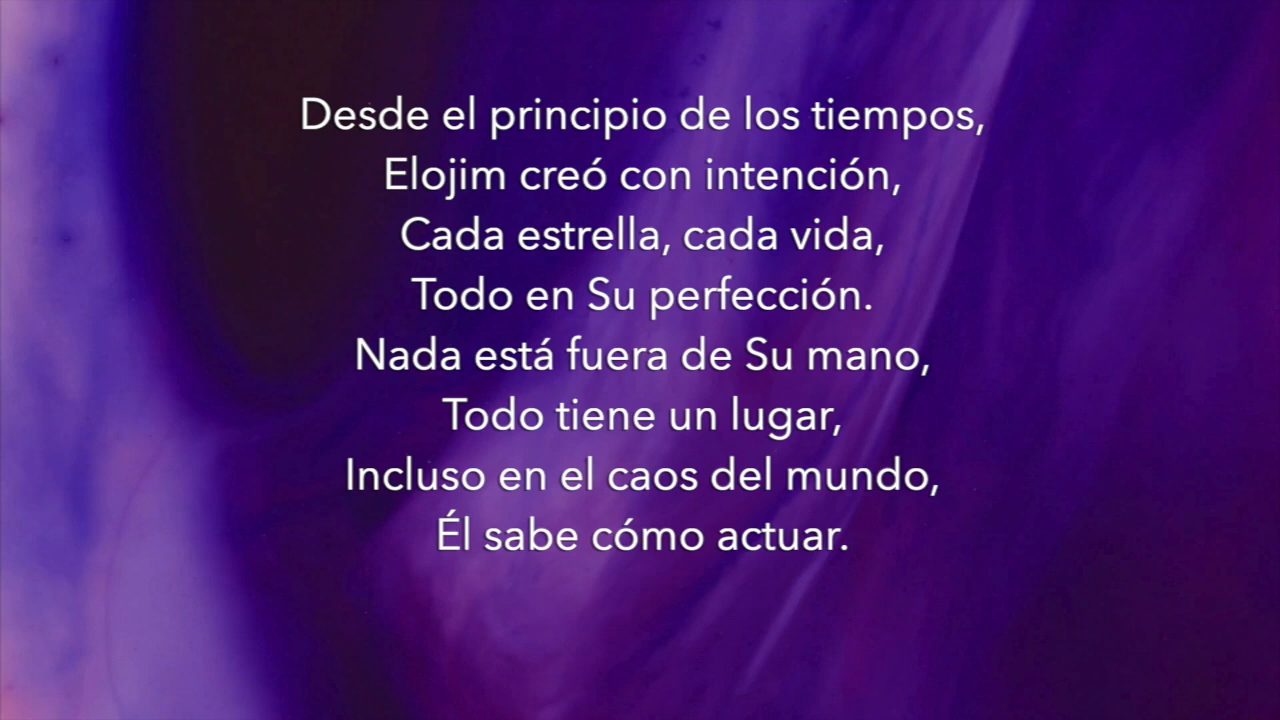 Desde el principio de los tiempos,
Elojim creó con intención,
Cada estrella, cada vida,
Todo en Su perfección.
Nada está fuera de Su mano,
Todo tiene un lugar,
Incluso en el caos del mundo,
Él sabe cómo actuar.